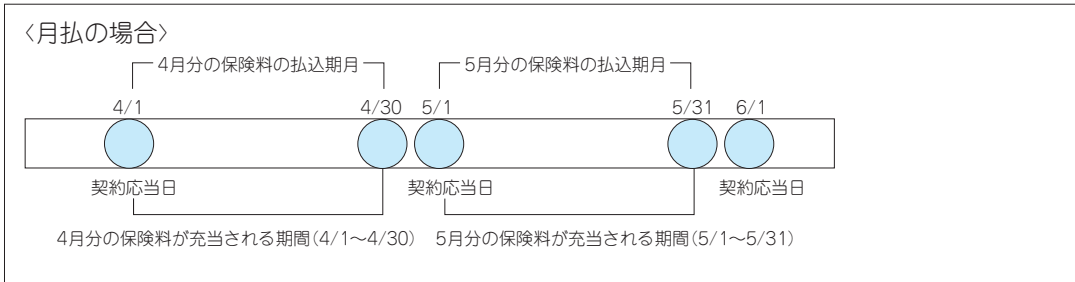 〈月払の場合〉
4月分の保険料の払込期月 5月分の保険料の払込期月
4/1 4/30 5/1 5/31 6/1
契約応当日 契約応当日 契約応当日
4月分の保険料が充当される期間(4/1～4/30) 5月分の保険料が充当される期間(5/1～5/31)